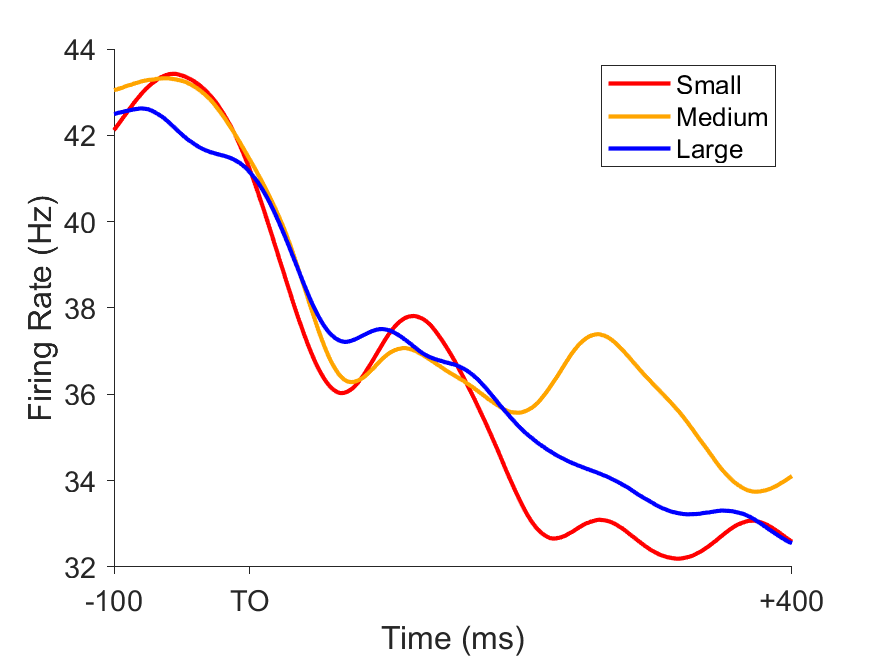 44
42
40
38
36
34
32
Firing Rate (Hz)
Small
Medium
Large
-100
TO
+400
Time (ms)